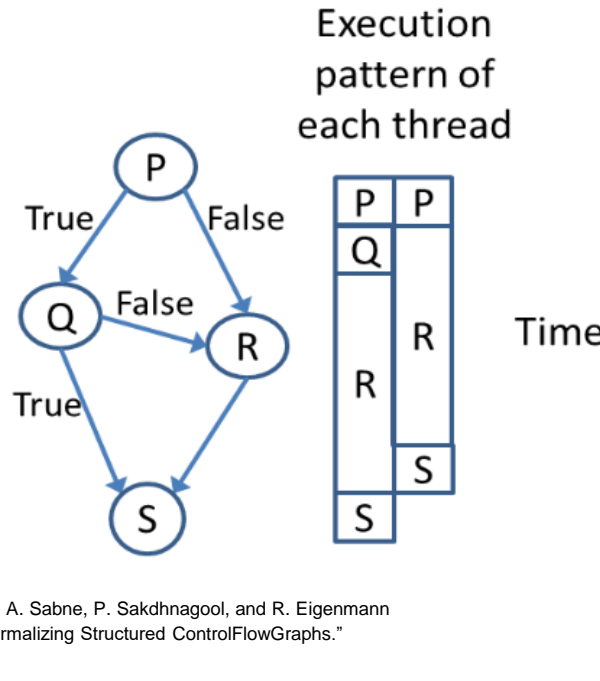 Execution
pattern of
each thread
P
True
False
Q
False
R
True
S
P P
Q
R
R
S
S
Time
A. Sabne, P. Sakdhnagool, and R. Eigenmann
rmalizing Structured ControlFlowGraphs.”